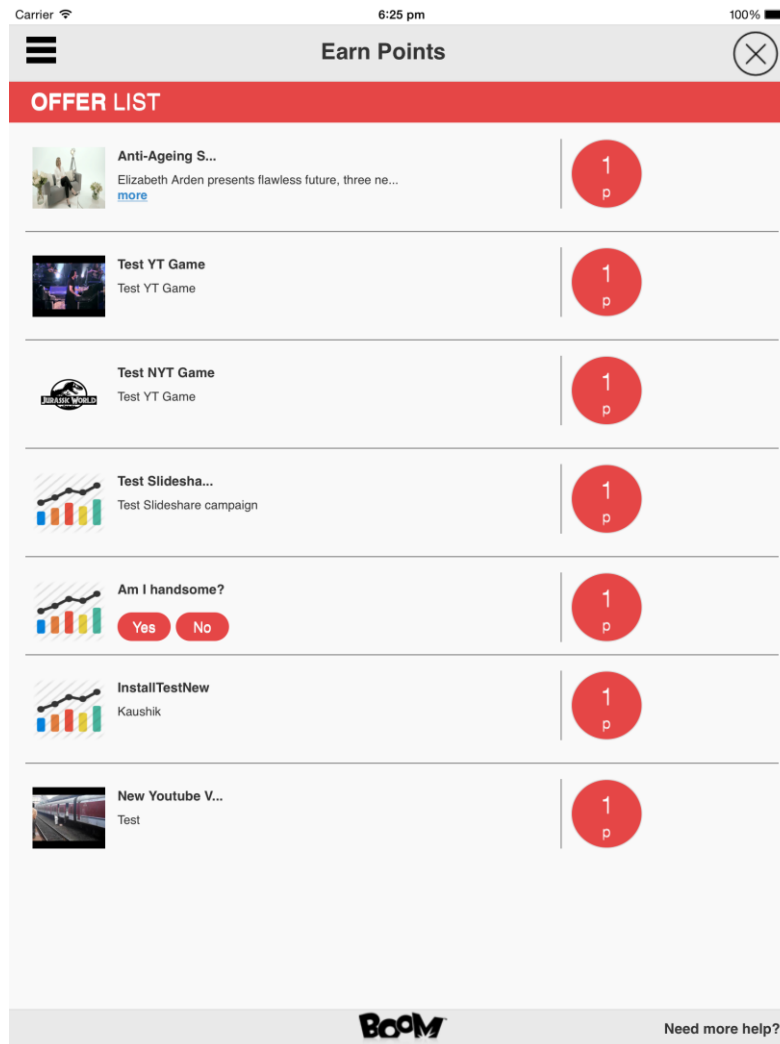 Carrier 6:25 pm 100%
Earn Points
OFFER LIST
Anti-Ageing S...
Elizabeth Arden presents flawless future, three ne...
more
1
p
Test YT Game
Test YT Game
1
p
JURASSIC WORLD
Test NYT Game
Test YT Game
1
p
Test Slidesha...
Test Slideshare campaign
1
p
Am I handsome?
Yes No
1
p
InstallTestNew
Kaushik
1
p
New Youtube V...
Test
1
p
BOOM
Need more help?